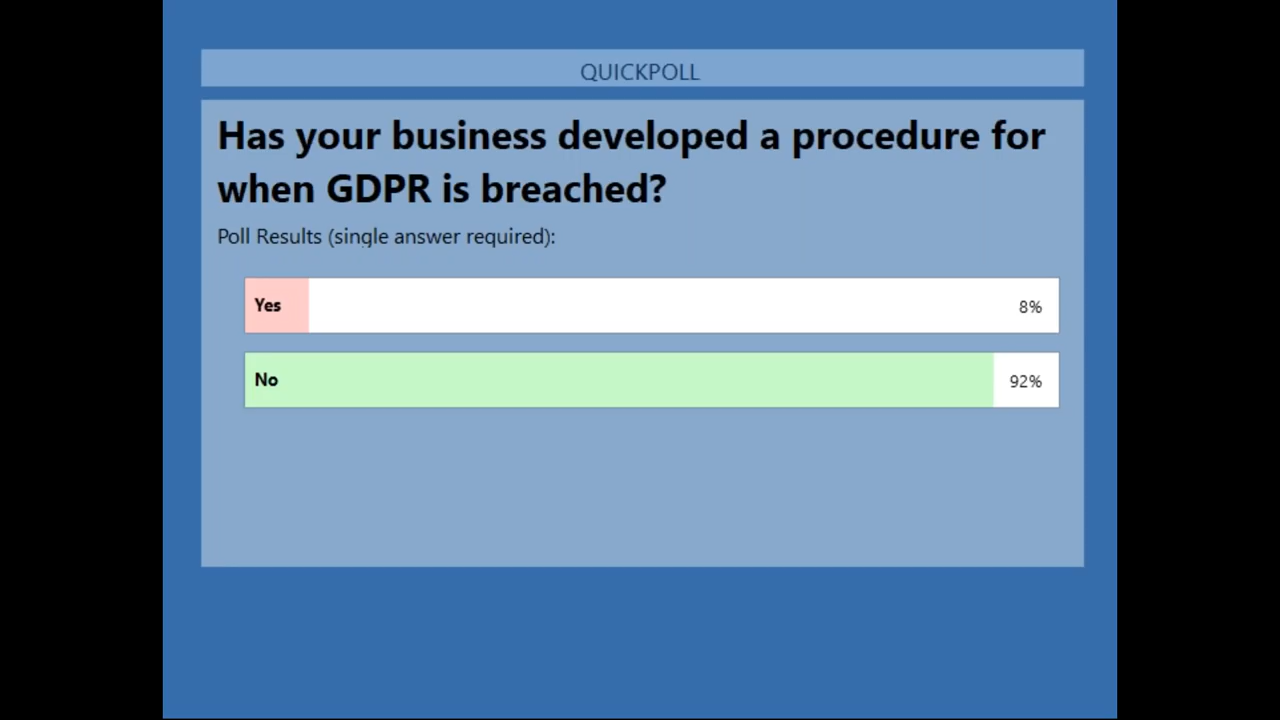 QUICKPOLL
Has your business developed a procedure for
when GDPR is breached?
Poll Results (single answer required):
Yes 8%
No 92%